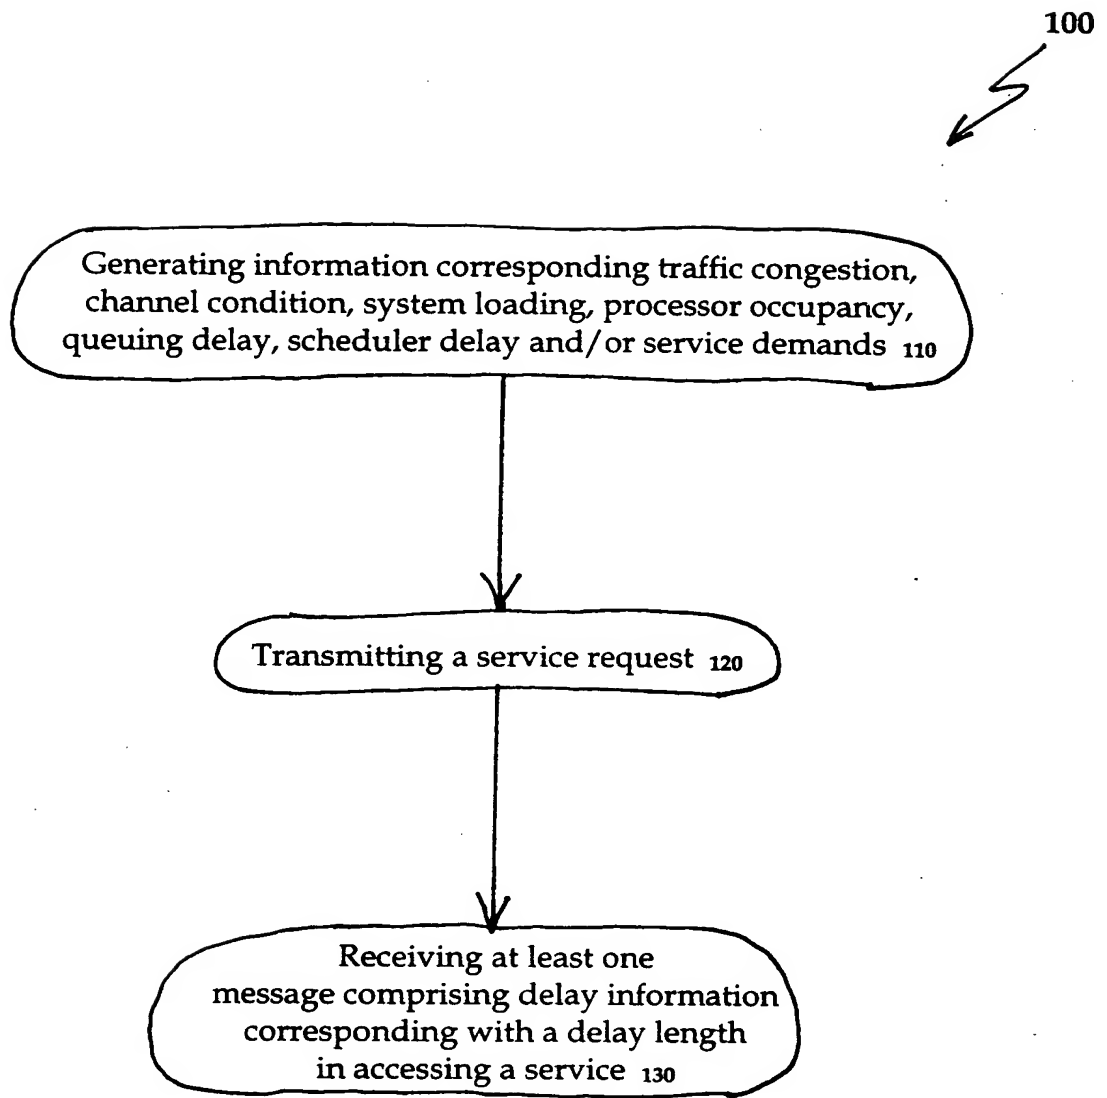 100
Generating information corresponding traffic congestion,
channel condition, system loading, processor occupancy,
queuing delay, scheduler delay and/or service demands 110
Transmitting a service request 120
Receiving at least one
message comprising delay information
corresponding with a delay length
in accessing a service 130